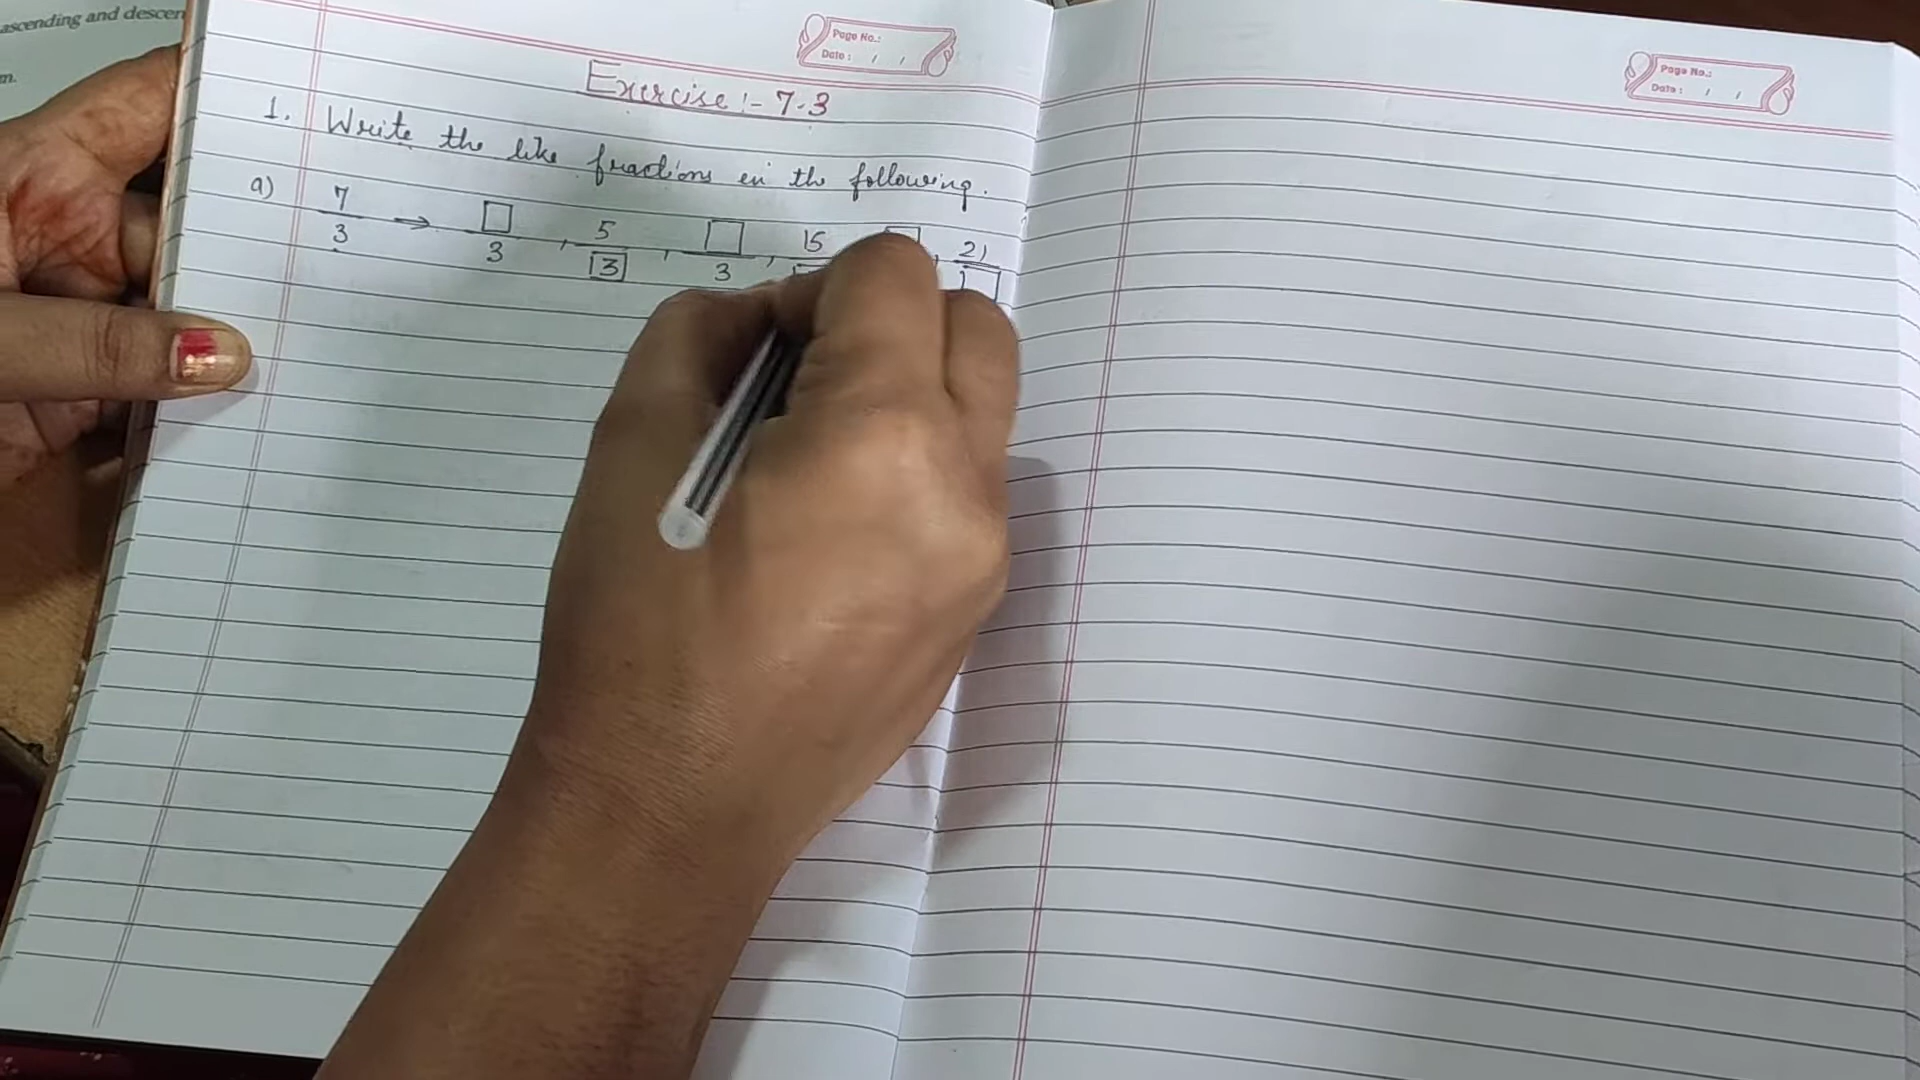 ascending and descen
m.
Page No.:
Date: / /
Page No.:
Date: / /
Exercise :- 7.3
1. Write the like fractions in the following.
a) 7/3 → □/3 , 5/3 , □/3 , 15 , 21/□